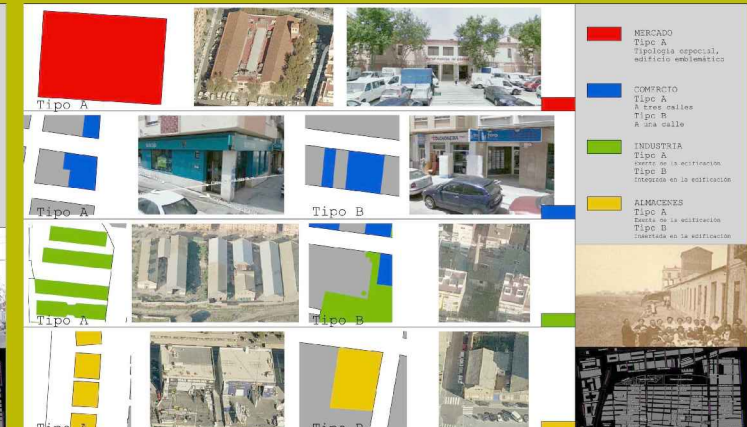 Tipo A
Tipo A
Tipo B
Tipo A
Tipo B
Tipo A
Tipo B
MERCADO
Tipo A
Tipología especial,
edificio emblemático
COMERCIO
Tipo A
A tres calles
Tipo B
A una calle
INDUSTRIA
Tipo A
Exenta de la edificación
Tipo B
Integrada en la edificación
ALMACENES
Tipo A
Exenta de la edificación
Tipo B
Insertada en la edificación